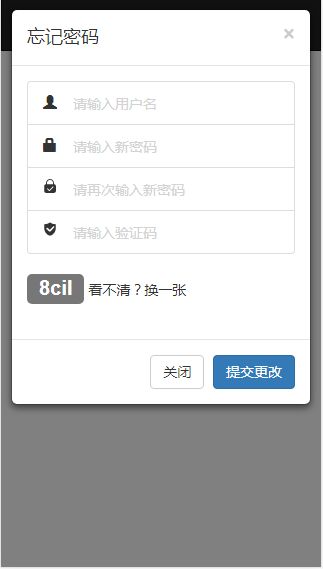 忘记密码 ×
请输入用户名
请输入新密码
请再次输入新密码
请输入验证码
8cil 看不清？换一张
关闭 提交更改